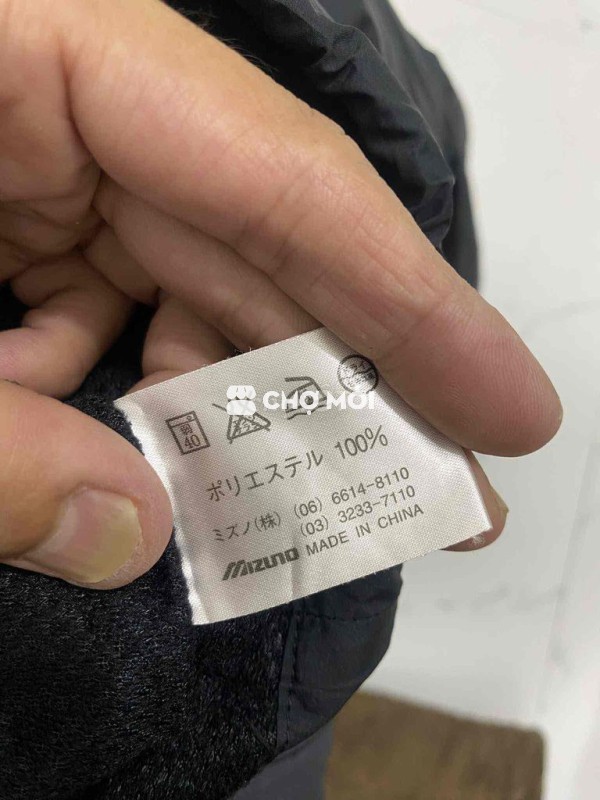 CHỢ MỚI
弱
40
ポリエステル 100%
ミズノ(株) (06) 6614-8110
(03) 3233-7110
MIZUNO MADE IN CHINA